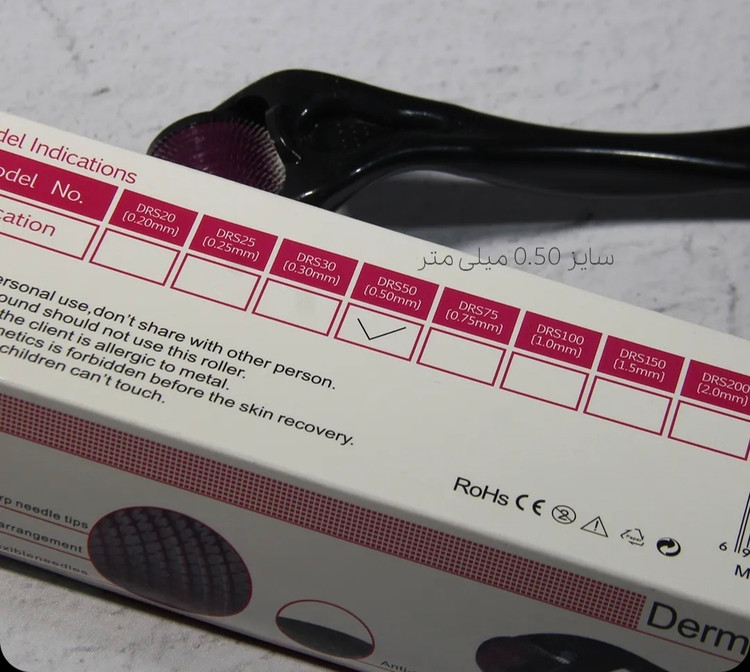 del Indications
odel No.
DRS20
(0.20mm)
DRS25
(0.25mm)
DRS30
(0.30mm)
DRS50
(0.50mm)
DRS75
(0.75mm)
DRS100
(1.0mm)
DRS150
(1.5mm)
DRS200
(2.0mm)
cation
سایز 0.50 میلی متر
ersonal use,don't share with other person.
ound should not use this roller.
the client is allergic to metal.
metics is forbidden before the skin recovery.
children can't touch.
RoHs CE
rp needle tips
arrangement
exibleneedles
Derm